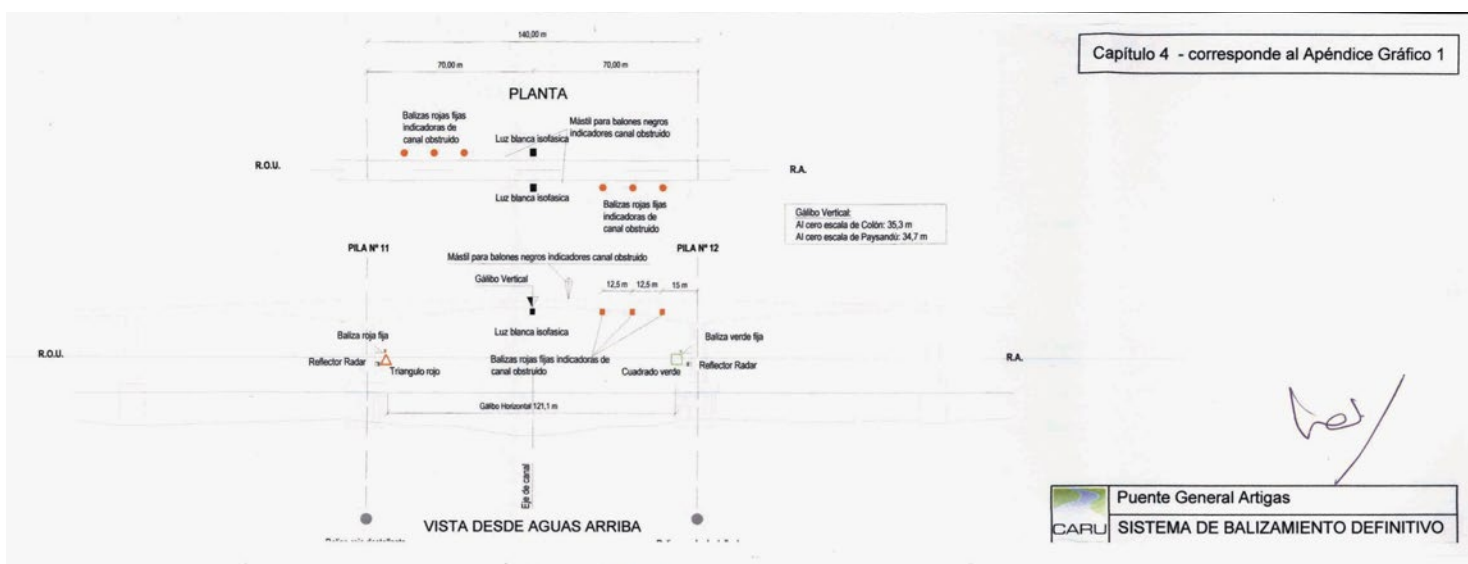 140,00 m
Capítulo 4 - corresponde al Apéndice Gráfico 1
70,00 m
70,00 m
PLANTA
Balizas rojas fijas
indicadoras de
canal obstruido
Mástil para balones negros
indicadores canal obstruido
Luz blanca isofasica
R.O.U.
R.A.
Luz blanca isofasica
Balizas rojas fijas
indicadoras de
canal obstruido
Gálibo Vertical:
Al cero escala de Colón: 35,3 m
Al cero escala de Paysandú: 34,7 m
PILA Nº 11
PILA Nº 12
Mástil para balones negros indicadores canal obstruido
Gálibo Vertical
12,5 m
12,5 m
15 m
Luz blanca isofasica
Baliza roja fija
Baliza verde fija
R.O.U.
R.A.
Reflector Radar
Triangulo rojo
Balizas rojas fijas indicadoras de
canal obstruido
Cuadrado verde
Reflector Radar
Gálibo Horizontal 121,1 m
Eje de canal
VISTA DESDE AGUAS ARRIBA
CARU
Puente General Artigas
SISTEMA DE BALIZAMIENTO DEFINITIVO